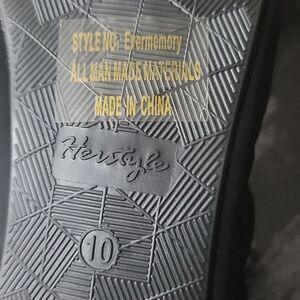 STYLE NO: Evermemory
ALL MAN MADE MATERIALS
MADE IN CHINA
Herstyle
10